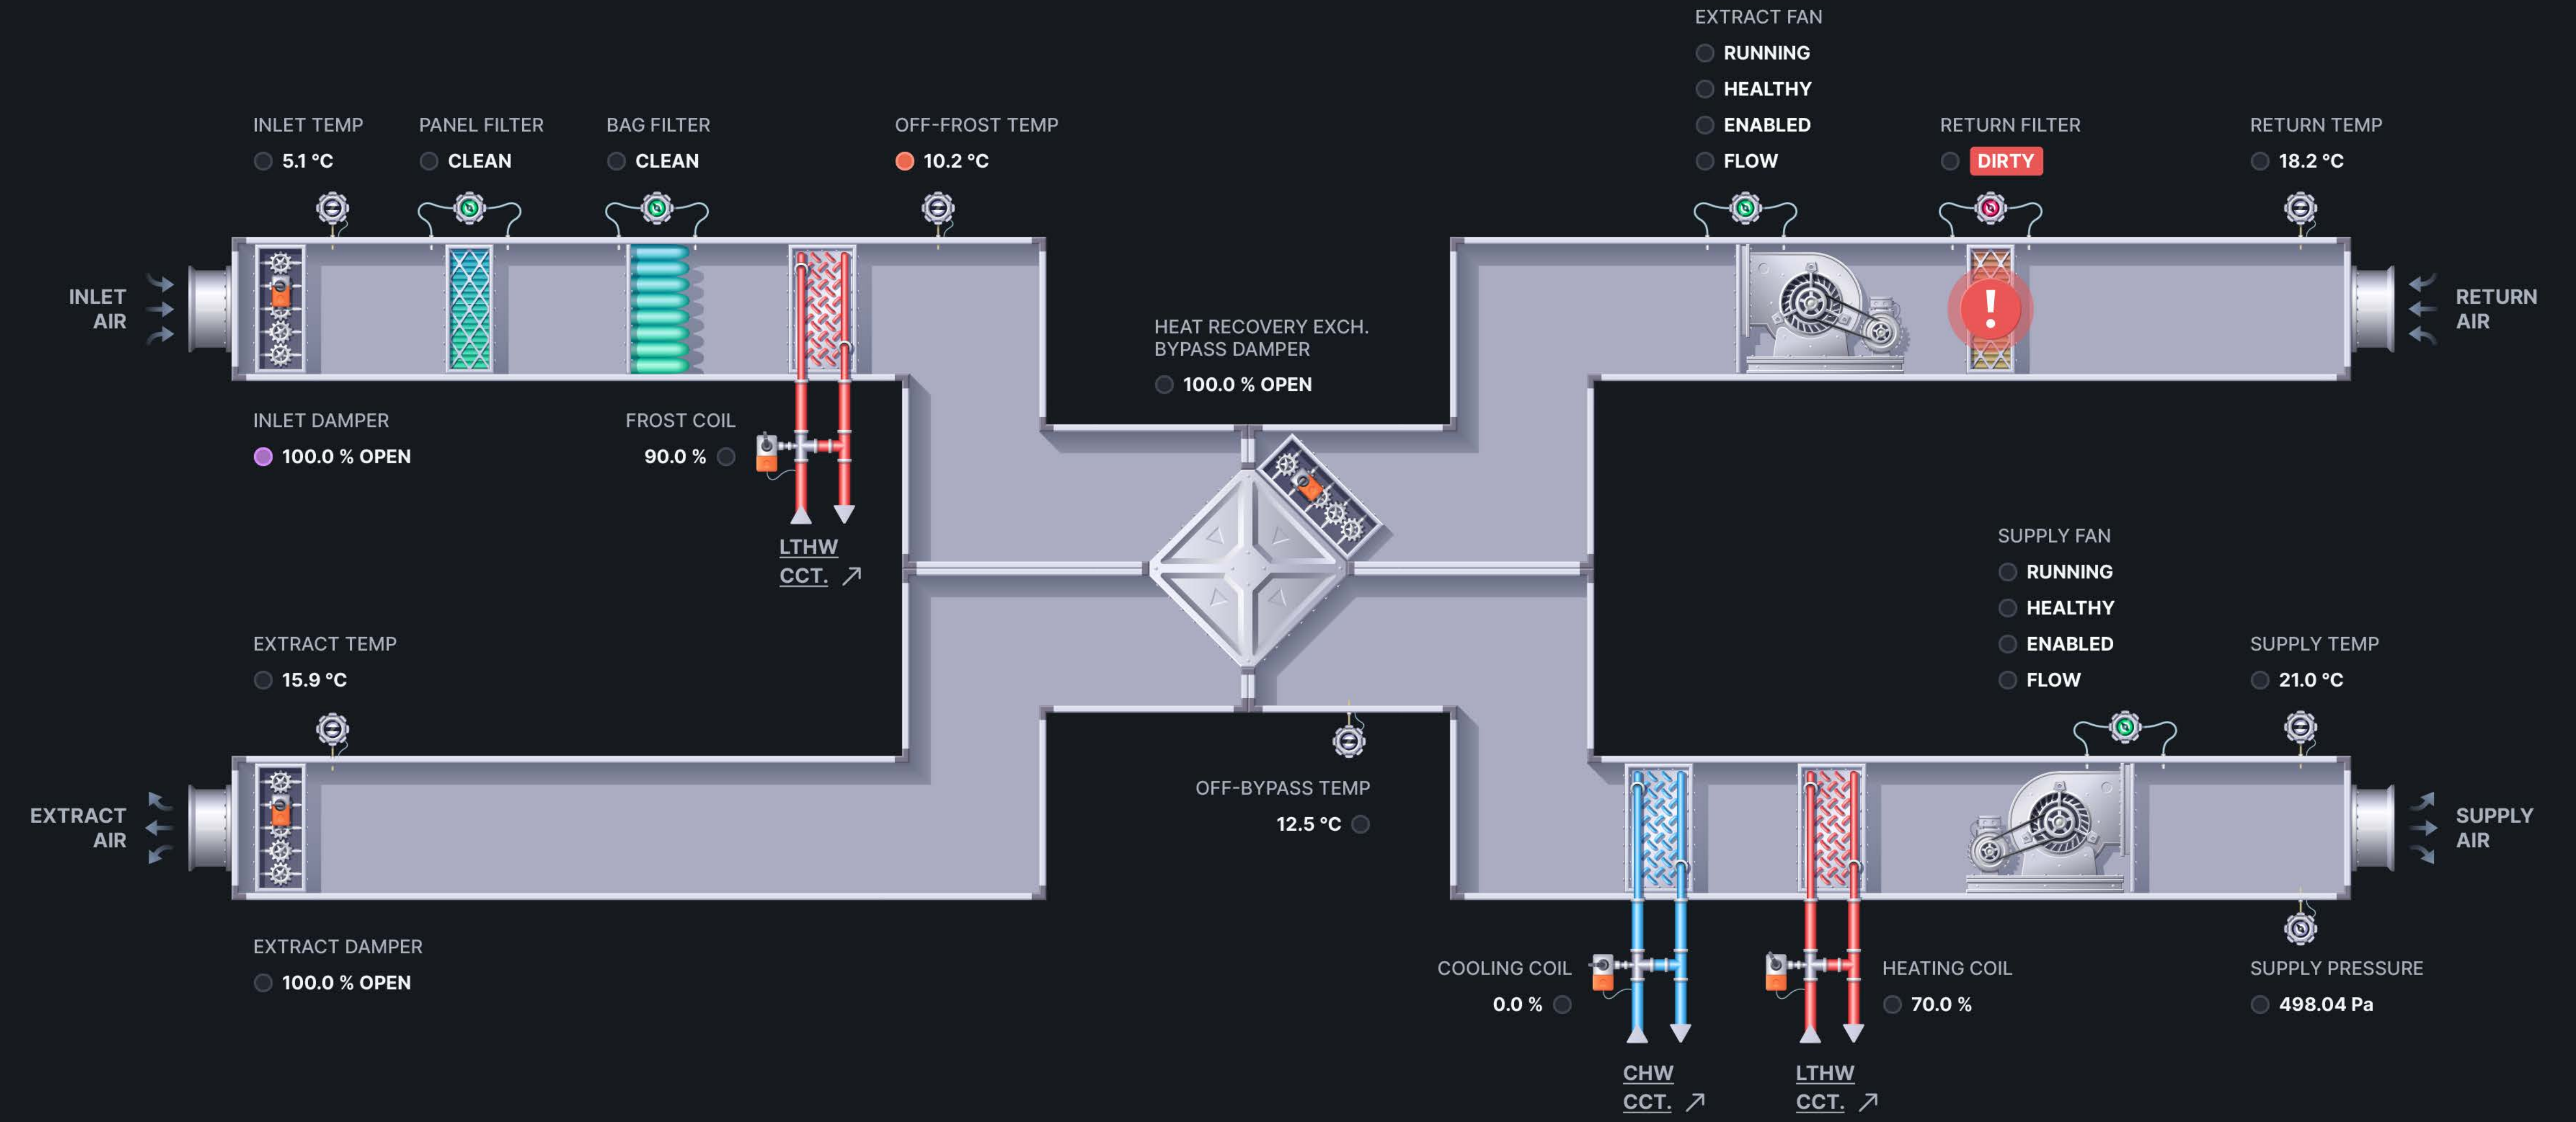 EXTRACT FAN
RUNNING
HEALTHY
ENABLED
FLOW
INLET TEMP
5.1 °C
PANEL FILTER
CLEAN
BAG FILTER
CLEAN
OFF-FROST TEMP
10.2 °C
RETURN FILTER
DIRTY
RETURN TEMP
18.2 °C
INLET
AIR
!
RETURN
AIR
HEAT RECOVERY EXCH.
BYPASS DAMPER
100.0 % OPEN
INLET DAMPER
100.0 % OPEN
FROST COIL
90.0 %
LTHW
CCT. ↗
SUPPLY FAN
RUNNING
HEALTHY
ENABLED
FLOW
EXTRACT TEMP
15.9 °C
SUPPLY TEMP
21.0 °C
OFF-BYPASS TEMP
12.5 °C
EXTRACT
AIR
SUPPLY
AIR
EXTRACT DAMPER
100.0 % OPEN
COOLING COIL
0.0 %
HEATING COIL
70.0 %
SUPPLY PRESSURE
498.04 Pa
CHW
CCT. ↗
LTHW
CCT. ↗